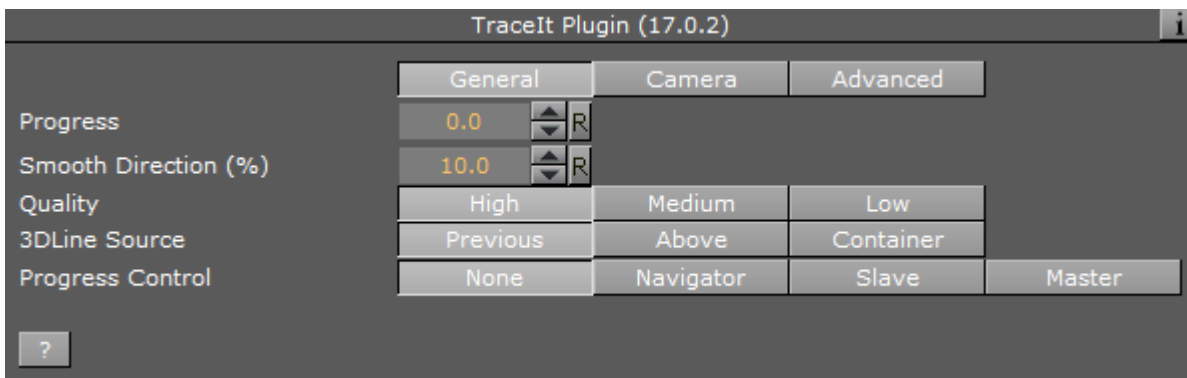 TraceIt Plugin (17.0.2) i
General Camera Advanced
Progress 0.0 R
Smooth Direction (%) 10.0 R
Quality High Medium Low
3DLine Source Previous Above Container
Progress Control None Navigator Slave Master
?